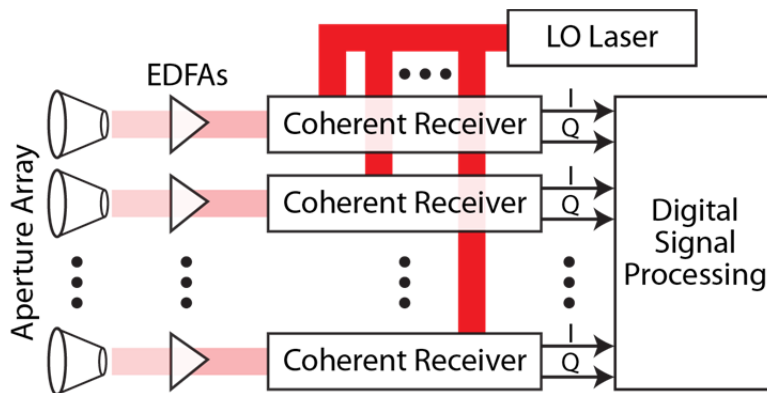 LO Laser
EDFAs
Aperture Array
Coherent Receiver
I
Q
Coherent Receiver
I
Q
Digital
Signal
Processing
Coherent Receiver
I
Q